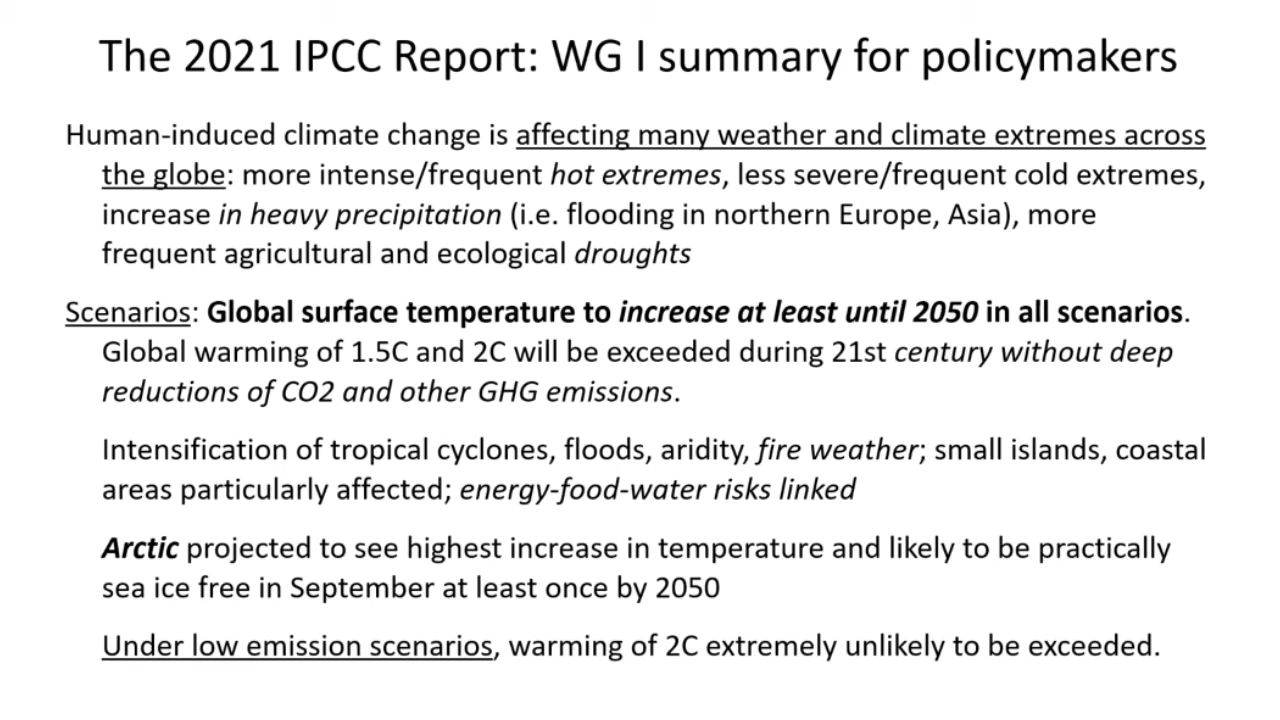 The 2021 IPCC Report: WG I summary for policymakers
Human-induced climate change is affecting many weather and climate extremes across
the globe: more intense/frequent hot extremes, less severe/frequent cold extremes,
increase in heavy precipitation (i.e. flooding in northern Europe, Asia), more
frequent agricultural and ecological droughts
Scenarios: Global surface temperature to increase at least until 2050 in all scenarios.
Global warming of 1.5C and 2C will be exceeded during 21st century without deep
reductions of CO2 and other GHG emissions.
Intensification of tropical cyclones, floods, aridity, fire weather; small islands, coastal
areas particularly affected; energy-food-water risks linked
Arctic projected to see highest increase in temperature and likely to be practically
sea ice free in September at least once by 2050
Under low emission scenarios, warming of 2C extremely unlikely to be exceeded.